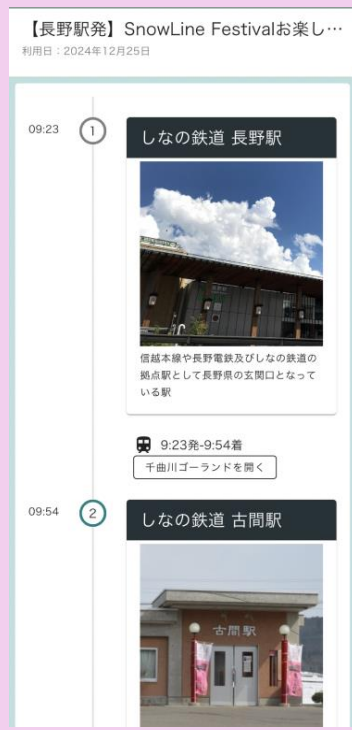 【長野駅発】SnowLine Festivalお楽し…
利用日：2024年12月25日
09:23
1
しなの鉄道 長野駅
信越本線や長野電鉄及びしなの鉄道の
拠点駅として長野県の玄関口となって
いる駅
9:23発-9:54着
千曲川ゴーランドを開く
09:54
2
しなの鉄道 古間駅
古間駅